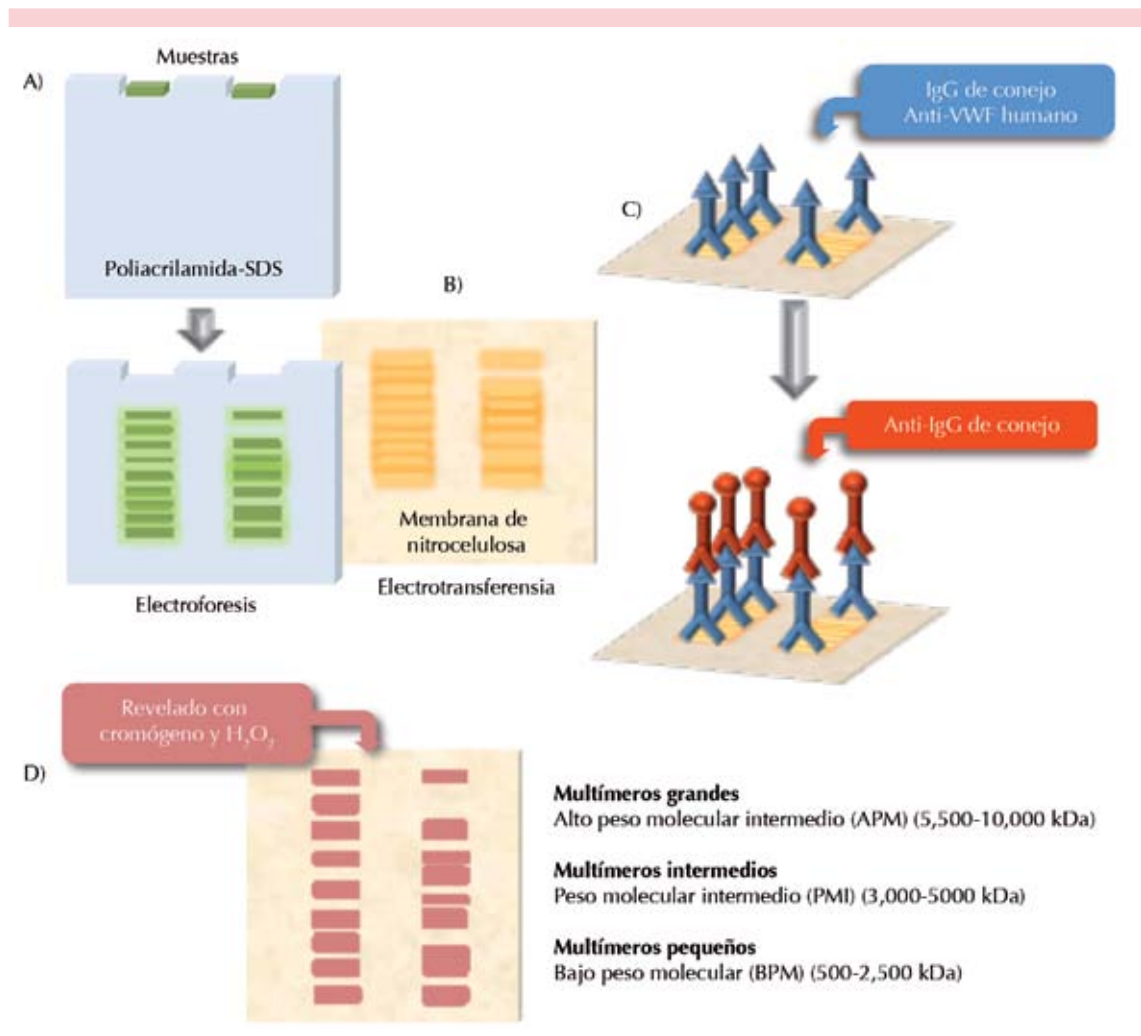 Muestras
A)
Poliacrilamida-SDS
Electroforesis
B)
Membrana de
nitrocelulosa
Electrotransferensia
C)
IgG de conejo
Anti-VWF humano
Anti-IgG de conejo
D)
Revelado con
cromógeno y H₂O₂
Multímeros grandes
Alto peso molecular intermedio (APM) (5,500-10,000 kDa)
Multímeros intermedios
Peso molecular intermedio (PMI) (3,000-5000 kDa)
Multímeros pequeños
Bajo peso molecular (BPM) (500-2,500 kDa)